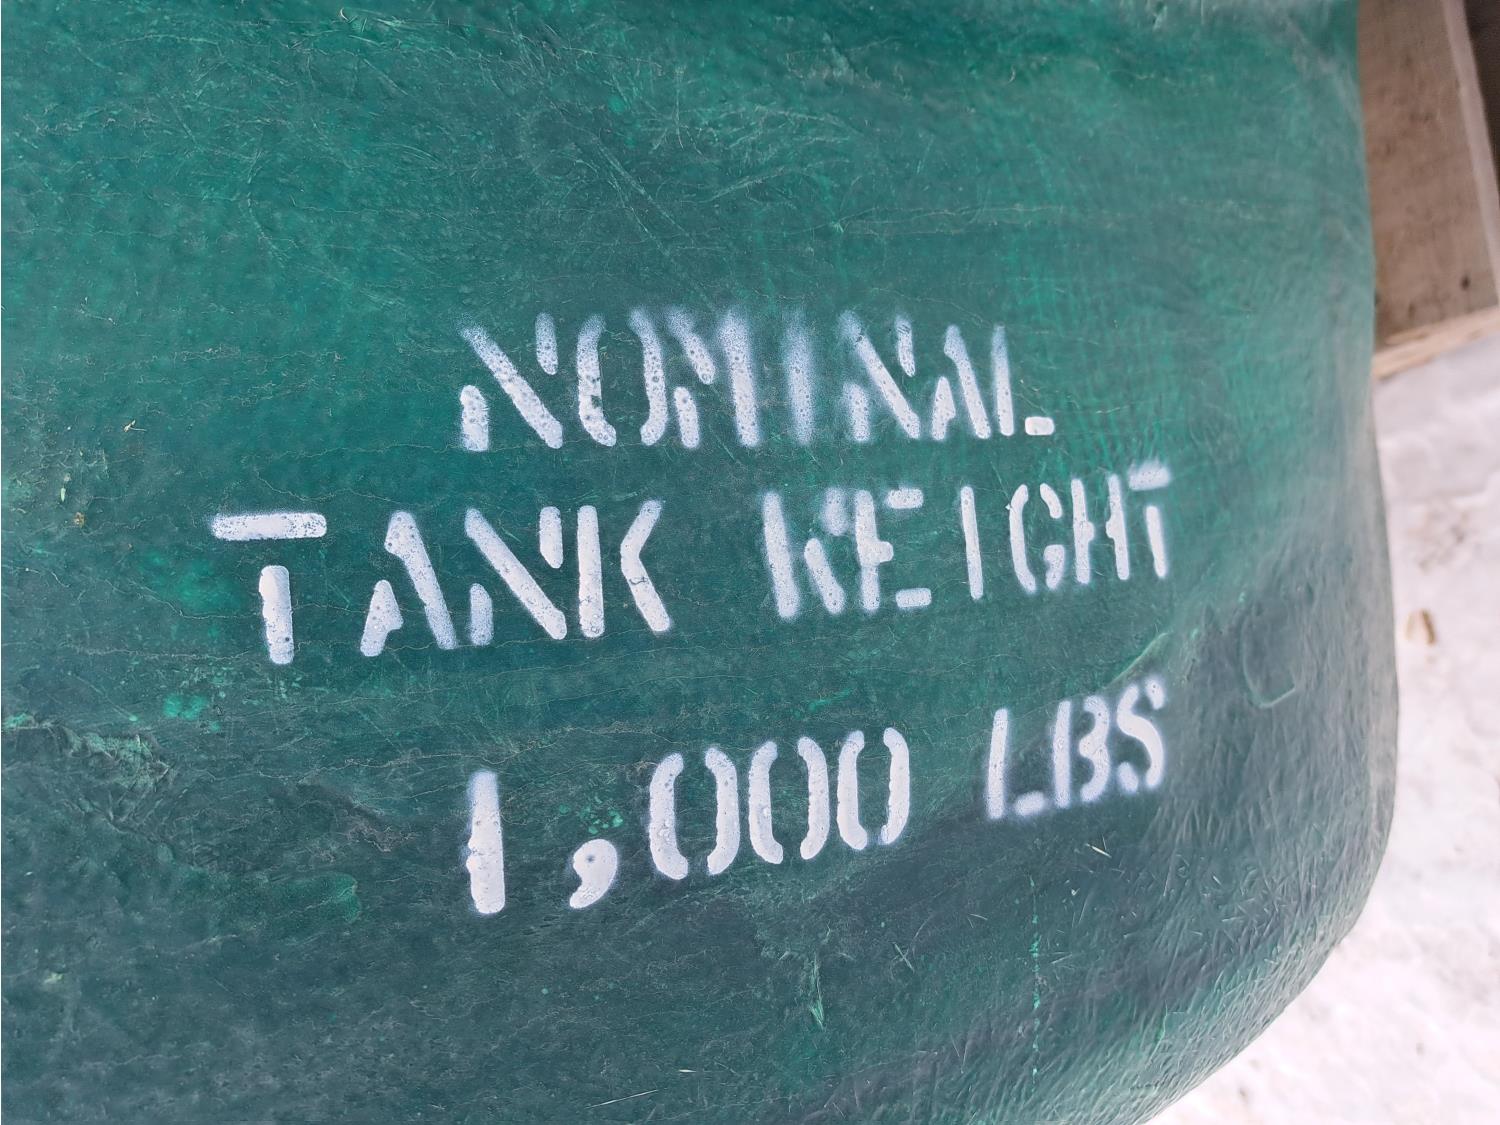 NOMINAL
TANK WEIGHT
1,000 LBS